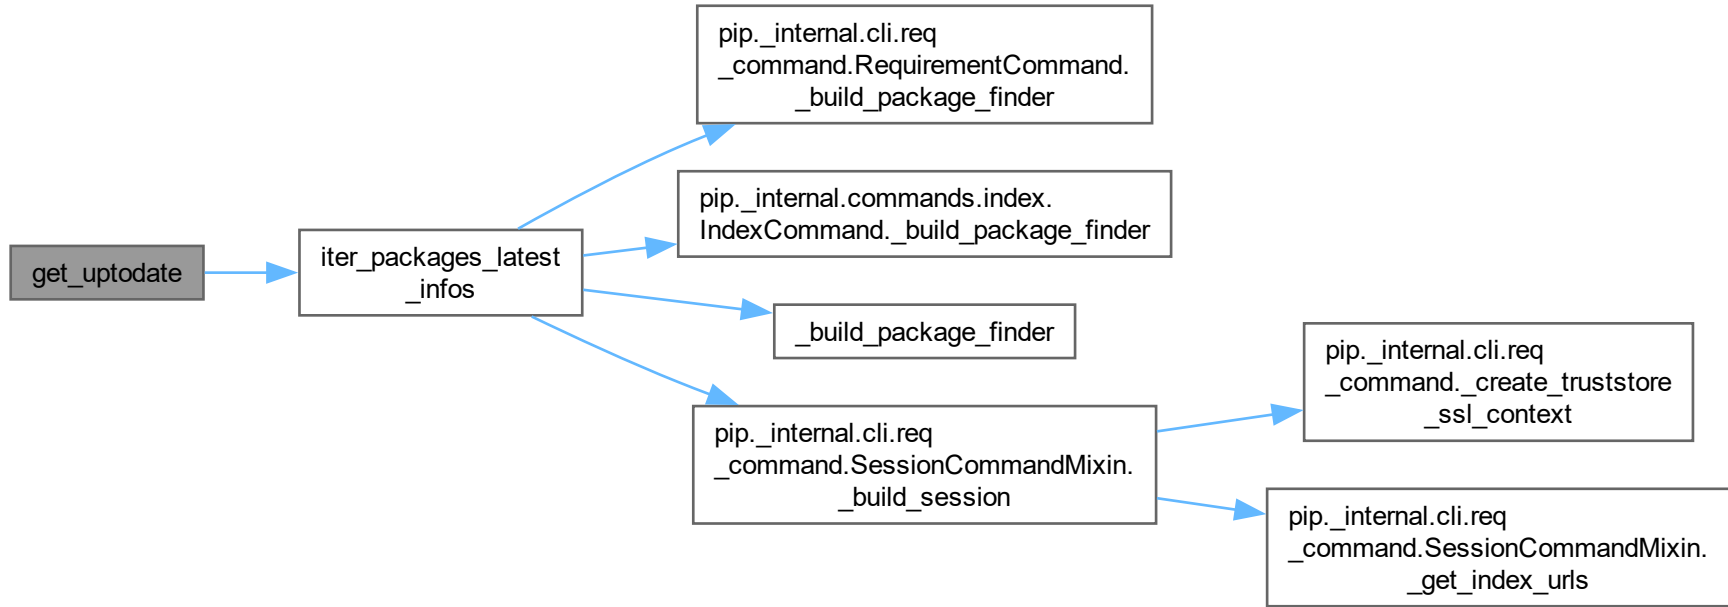 get_uptodate
iter_packages_latest
_infos
pip._internal.cli.req
_command.RequirementCommand.
_build_package_finder
pip._internal.commands.index.
IndexCommand._build_package_finder
_build_package_finder
pip._internal.cli.req
_command.SessionCommandMixin.
_build_session
pip._internal.cli.req
_command._create_truststore
_ssl_context
pip._internal.cli.req
_command.SessionCommandMixin.
_get_index_urls